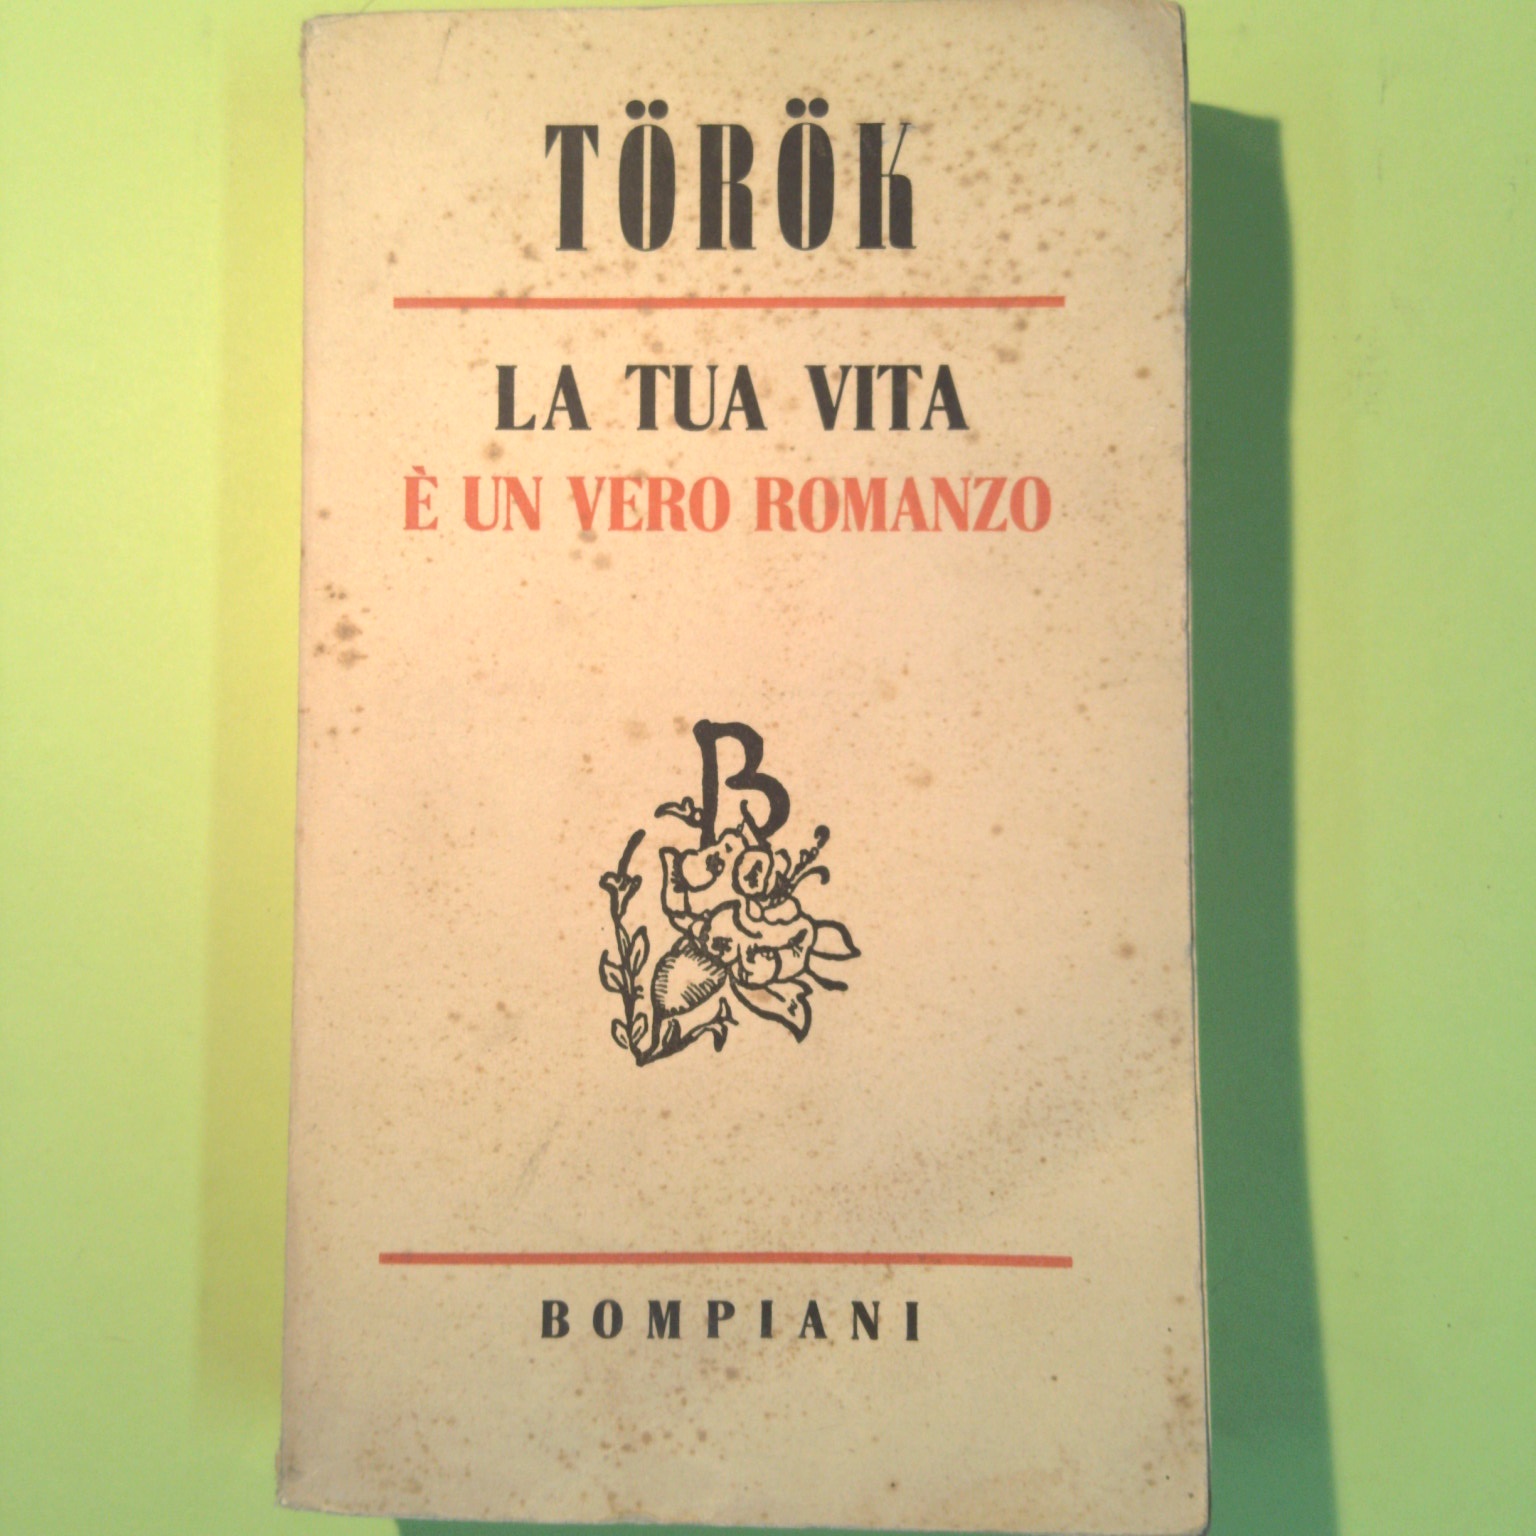 TÖRÖK
LA TUA VITA
È UN VERO ROMANZO
B
BOMPIANI